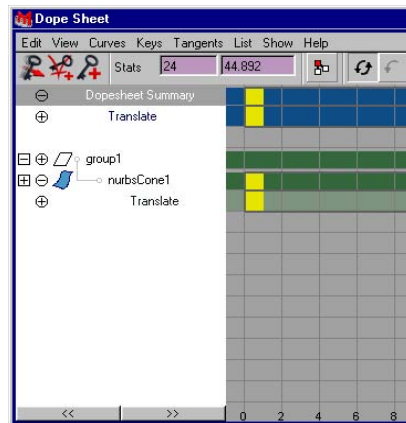 Dope Sheet
Edit View Curves Keys Tangents List Show Help
Stats 24 44.892
Dopesheet Summary
Translate
group1
nurbsCone1
Translate
<< >> 0 2 4 6 8